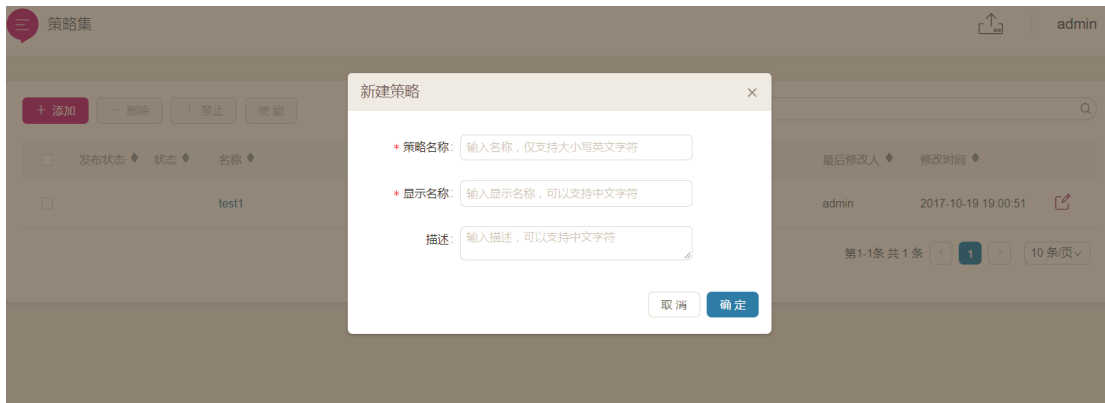 策略集
admin
新建策略
+ 添加
− 删除
! 禁止
使能
* 策略名称:
输入名称，仅支持大小写英文字符
发布状态
状态
名称
最后修改人
修改时间
* 显示名称:
输入显示名称，可以支持中文字符
test1
admin
2017-10-19 19:00:51
描述:
输入描述，可以支持中文字符
第1-1条 共 1 条
1
10 条/页
取消
确定